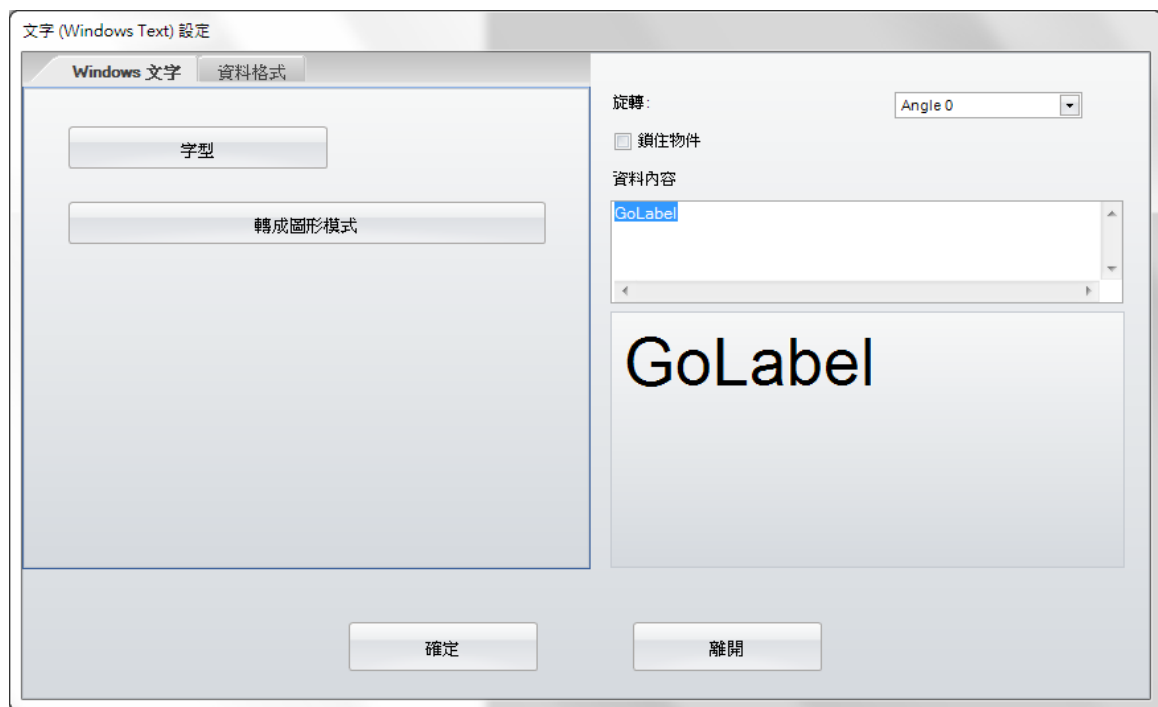 文字 (Windows Text) 設定
Windows 文字
資料格式
字型
轉成圖形模式
旋轉:
Angle 0
鎖住物件
資料內容
GoLabel
GoLabel
確定
離開